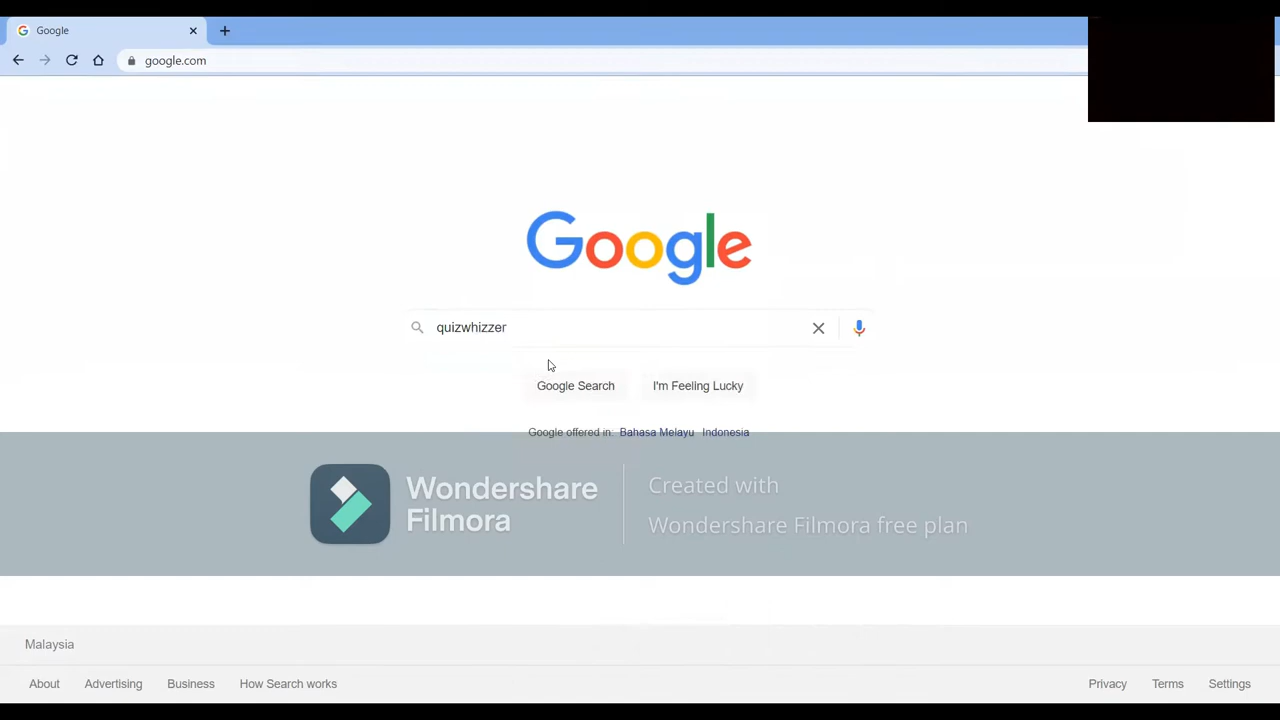 Google
google.com
Google
quizwhizzer
Google Search I'm Feeling Lucky
Google offered in: Bahasa Melayu Indonesia
Wondershare Filmora
Created with
Wondershare Filmora free plan
Malaysia
About Advertising Business How Search works Privacy Terms Settings